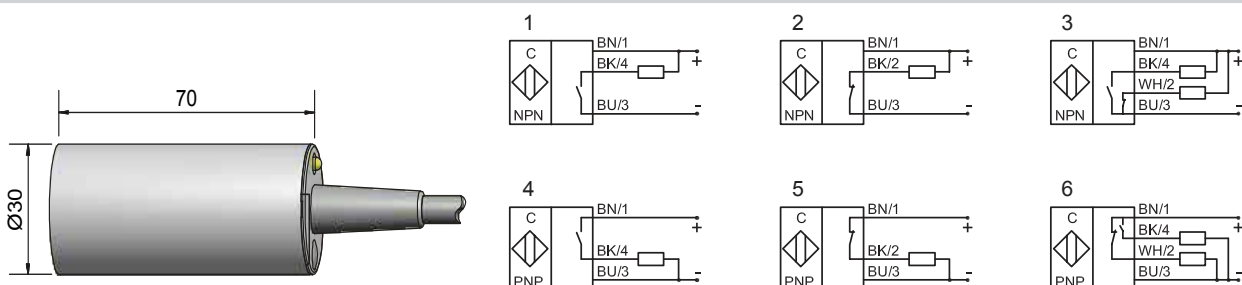 70
Ø30
1
C
NPN
BN/1
BK/4
BU/3
+
-
2
C
NPN
BN/1
BK/2
BU/3
+
-
3
C
NPN
BN/1
BK/4
WH/2
BU/3
+
-
4
C
PNP
BN/1
BK/4
BU/3
+
-
5
C
PNP
BN/1
BK/2
BU/3
+
-
6
C
PNP
BN/1
BK/4
WH/2
BU/3
+
-